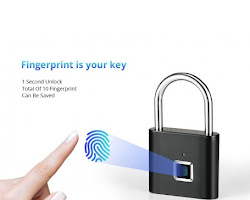 Fingerprint is your key
1 Second Unlock
Total Of 10 Fingerprint
Can Be Saved